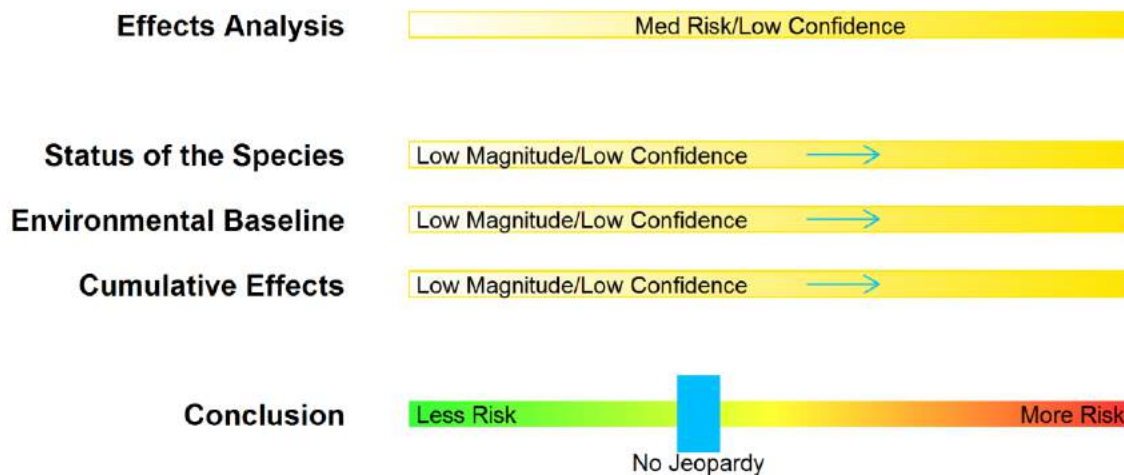 Effects Analysis Med Risk/Low Confidence
Status of the Species Low Magnitude/Low Confidence
Environmental Baseline Low Magnitude/Low Confidence
Cumulative Effects Low Magnitude/Low Confidence
Conclusion Less Risk More Risk
No Jeopardy